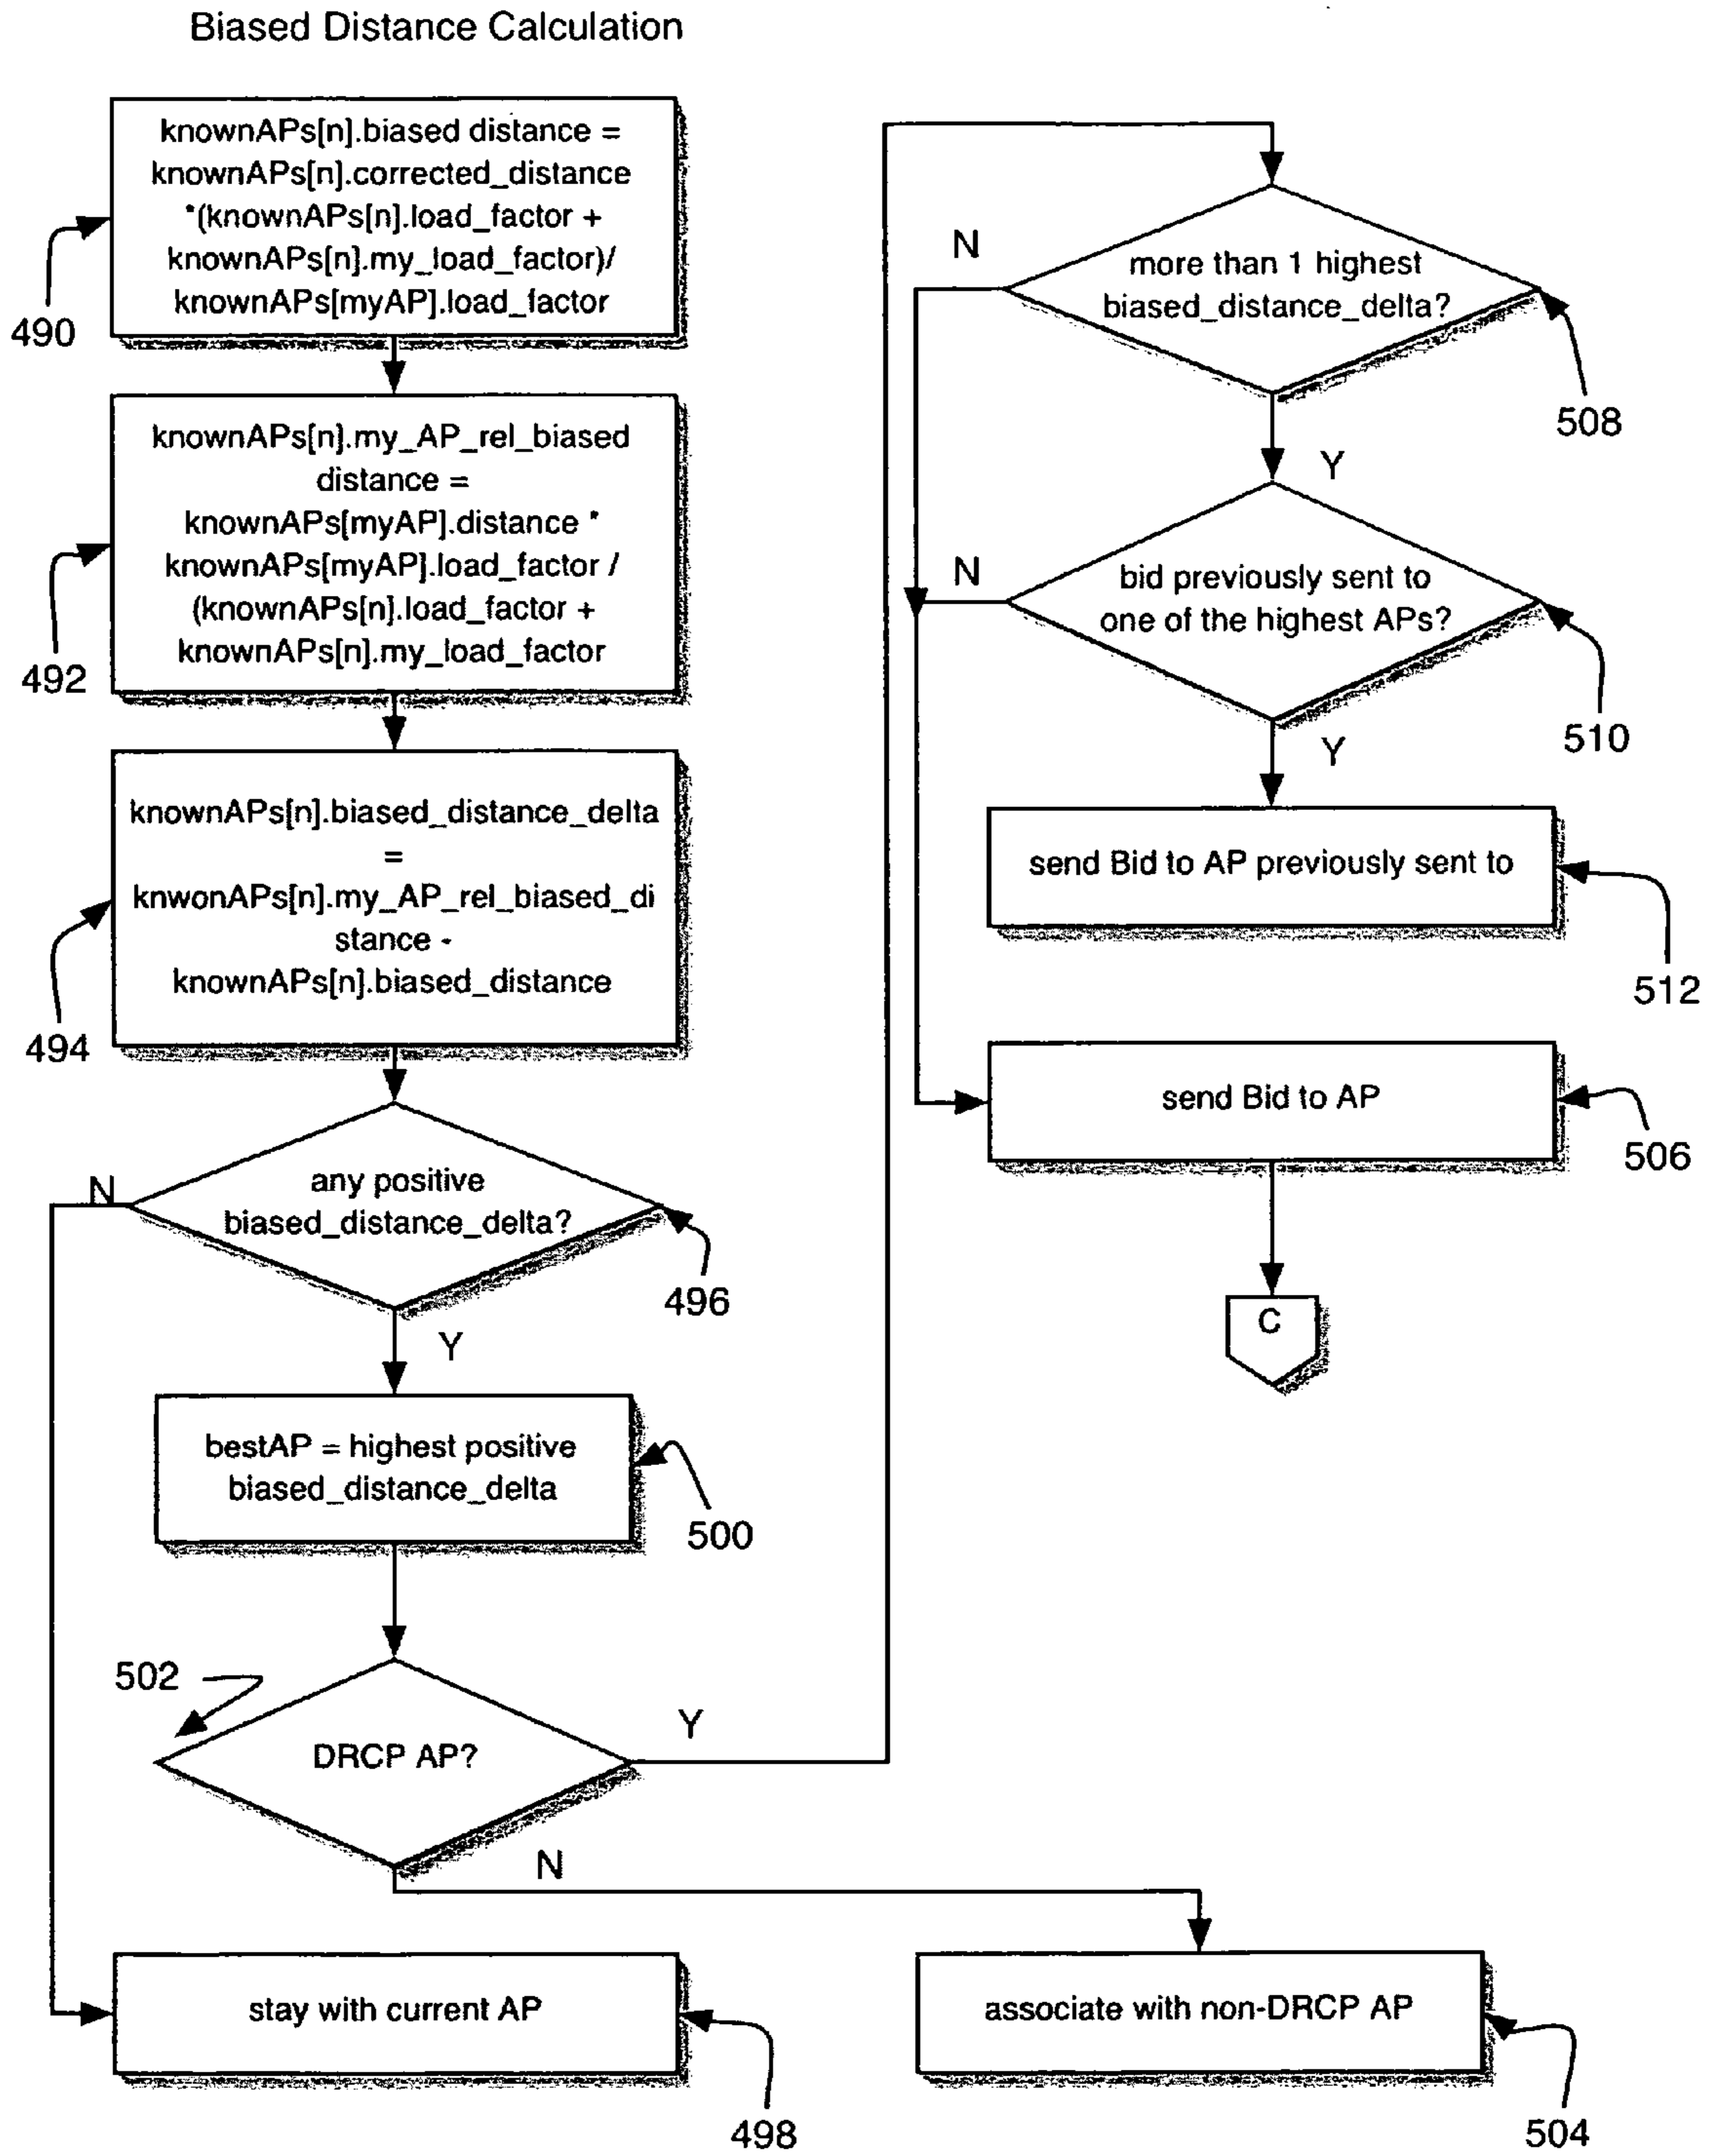 Biased Distance Calculation
knownAPs[n].biased distance =
knownAPs[n].corrected_distance
*(knownAPs[n].load_factor +
knownAPs[n].my_load_factor)/
knownAPs[myAP].load_factor
490
knownAPs[n].my_AP_rel_biased
distance =
knownAPs[myAP].distance *
knownAPs[myAP].load_factor /
(knownAPs[n].load_factor +
knownAPs[n].my_load_factor
492
knownAPs[n].biased_distance_delta
=
knwonAPs[n].my_AP_rel_biased_di
stance -
knownAPs[n].biased_distance
494
N
any positive
biased_distance_delta?
496
Y
bestAP = highest positive
biased_distance_delta
500
502
DRCP AP?
Y
N
stay with current AP
498
associate with non-DRCP AP
504
N
more than 1 highest
biased_distance_delta?
508
Y
N
bid previously sent to
one of the highest APs?
510
Y
send Bid to AP previously sent to
512
send Bid to AP
506
C